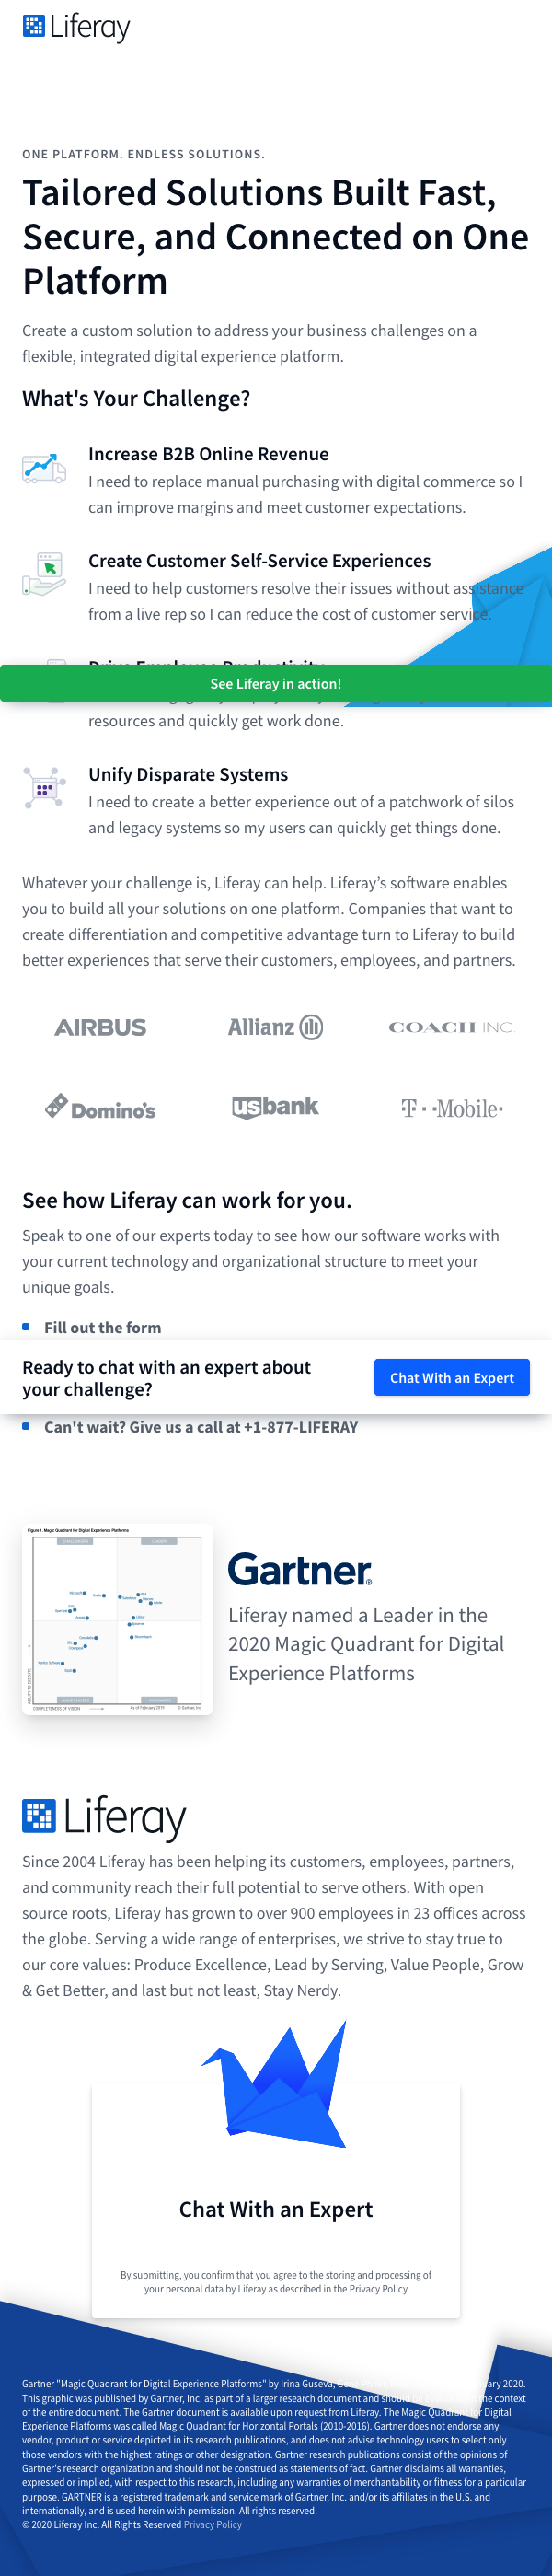 Liferay
ONE PLATFORM. ENDLESS SOLUTIONS.
Tailored Solutions Built Fast,
Secure, and Connected on One
Platform
Create a custom solution to address your business challenges on a
flexible, integrated digital experience platform.
What's Your Challenge?
Increase B2B Online Revenue
I need to replace manual purchasing with digital commerce so I
can improve margins and meet customer expectations.
Create Customer Self-Service Experiences
I need to help customers resolve their issues without assistance
from a live rep so I can reduce the cost of customer service.
Drive Employee Productivity
See Liferay in action!
resources and quickly get work done.
Unify Disparate Systems
I need to create a better experience out of a patchwork of silos
and legacy systems so my users can quickly get things done.
Whatever your challenge is, Liferay can help. Liferay’s software enables
you to build all your solutions on one platform. Companies that want to
create differentiation and competitive advantage turn to Liferay to build
better experiences that serve their customers, employees, and partners.
AIRBUS Allianz COACH INC.
Domino's usbank T··Mobile·
See how Liferay can work for you.
Speak to one of our experts today to see how our software works with
your current technology and organizational structure to meet your
unique goals.
Fill out the form
Ready to chat with an expert about
your challenge?
Chat With an Expert
Can't wait? Give us a call at +1-877-LIFERAY
Figure 1. Magic Quadrant for Digital Experience Platforms
COMPLETENESS OF VISION
As of February 2019
© Gartner, Inc
Gartner®
Liferay named a Leader in the
2020 Magic Quadrant for Digital
Experience Platforms
Liferay
Since 2004 Liferay has been helping its customers, employees, partners,
and community reach their full potential to serve others. With open
source roots, Liferay has grown to over 900 employees in 23 offices across
the globe. Serving a wide range of enterprises, we strive to stay true to
our core values: Produce Excellence, Lead by Serving, Value People, Grow
& Get Better, and last but not least, Stay Nerdy.
Chat With an Expert
By submitting, you confirm that you agree to the storing and processing of
your personal data by Liferay as described in the Privacy Policy
Gartner "Magic Quadrant for Digital Experience Platforms" by Irina Guseva, ary 2020.
This graphic was published by Gartner, Inc. as part of a larger research document and should be the context
of the entire document. The Gartner document is available upon request from Liferay. The Magic Quadrant for Digital
Experience Platforms was called Magic Quadrant for Horizontal Portals (2010-2016). Gartner does not endorse any
vendor, product or service depicted in its research publications, and does not advise technology users to select only
those vendors with the highest ratings or other designation. Gartner research publications consist of the opinions of
Gartner's research organization and should not be construed as statements of fact. Gartner disclaims all warranties,
expressed or implied, with respect to this research, including any warranties of merchantability or fitness for a particular
purpose. GARTNER is a registered trademark and service mark of Gartner, Inc. and/or its affiliates in the U.S. and
internationally, and is used herein with permission. All rights reserved.
© 2020 Liferay Inc. All Rights Reserved Privacy Policy